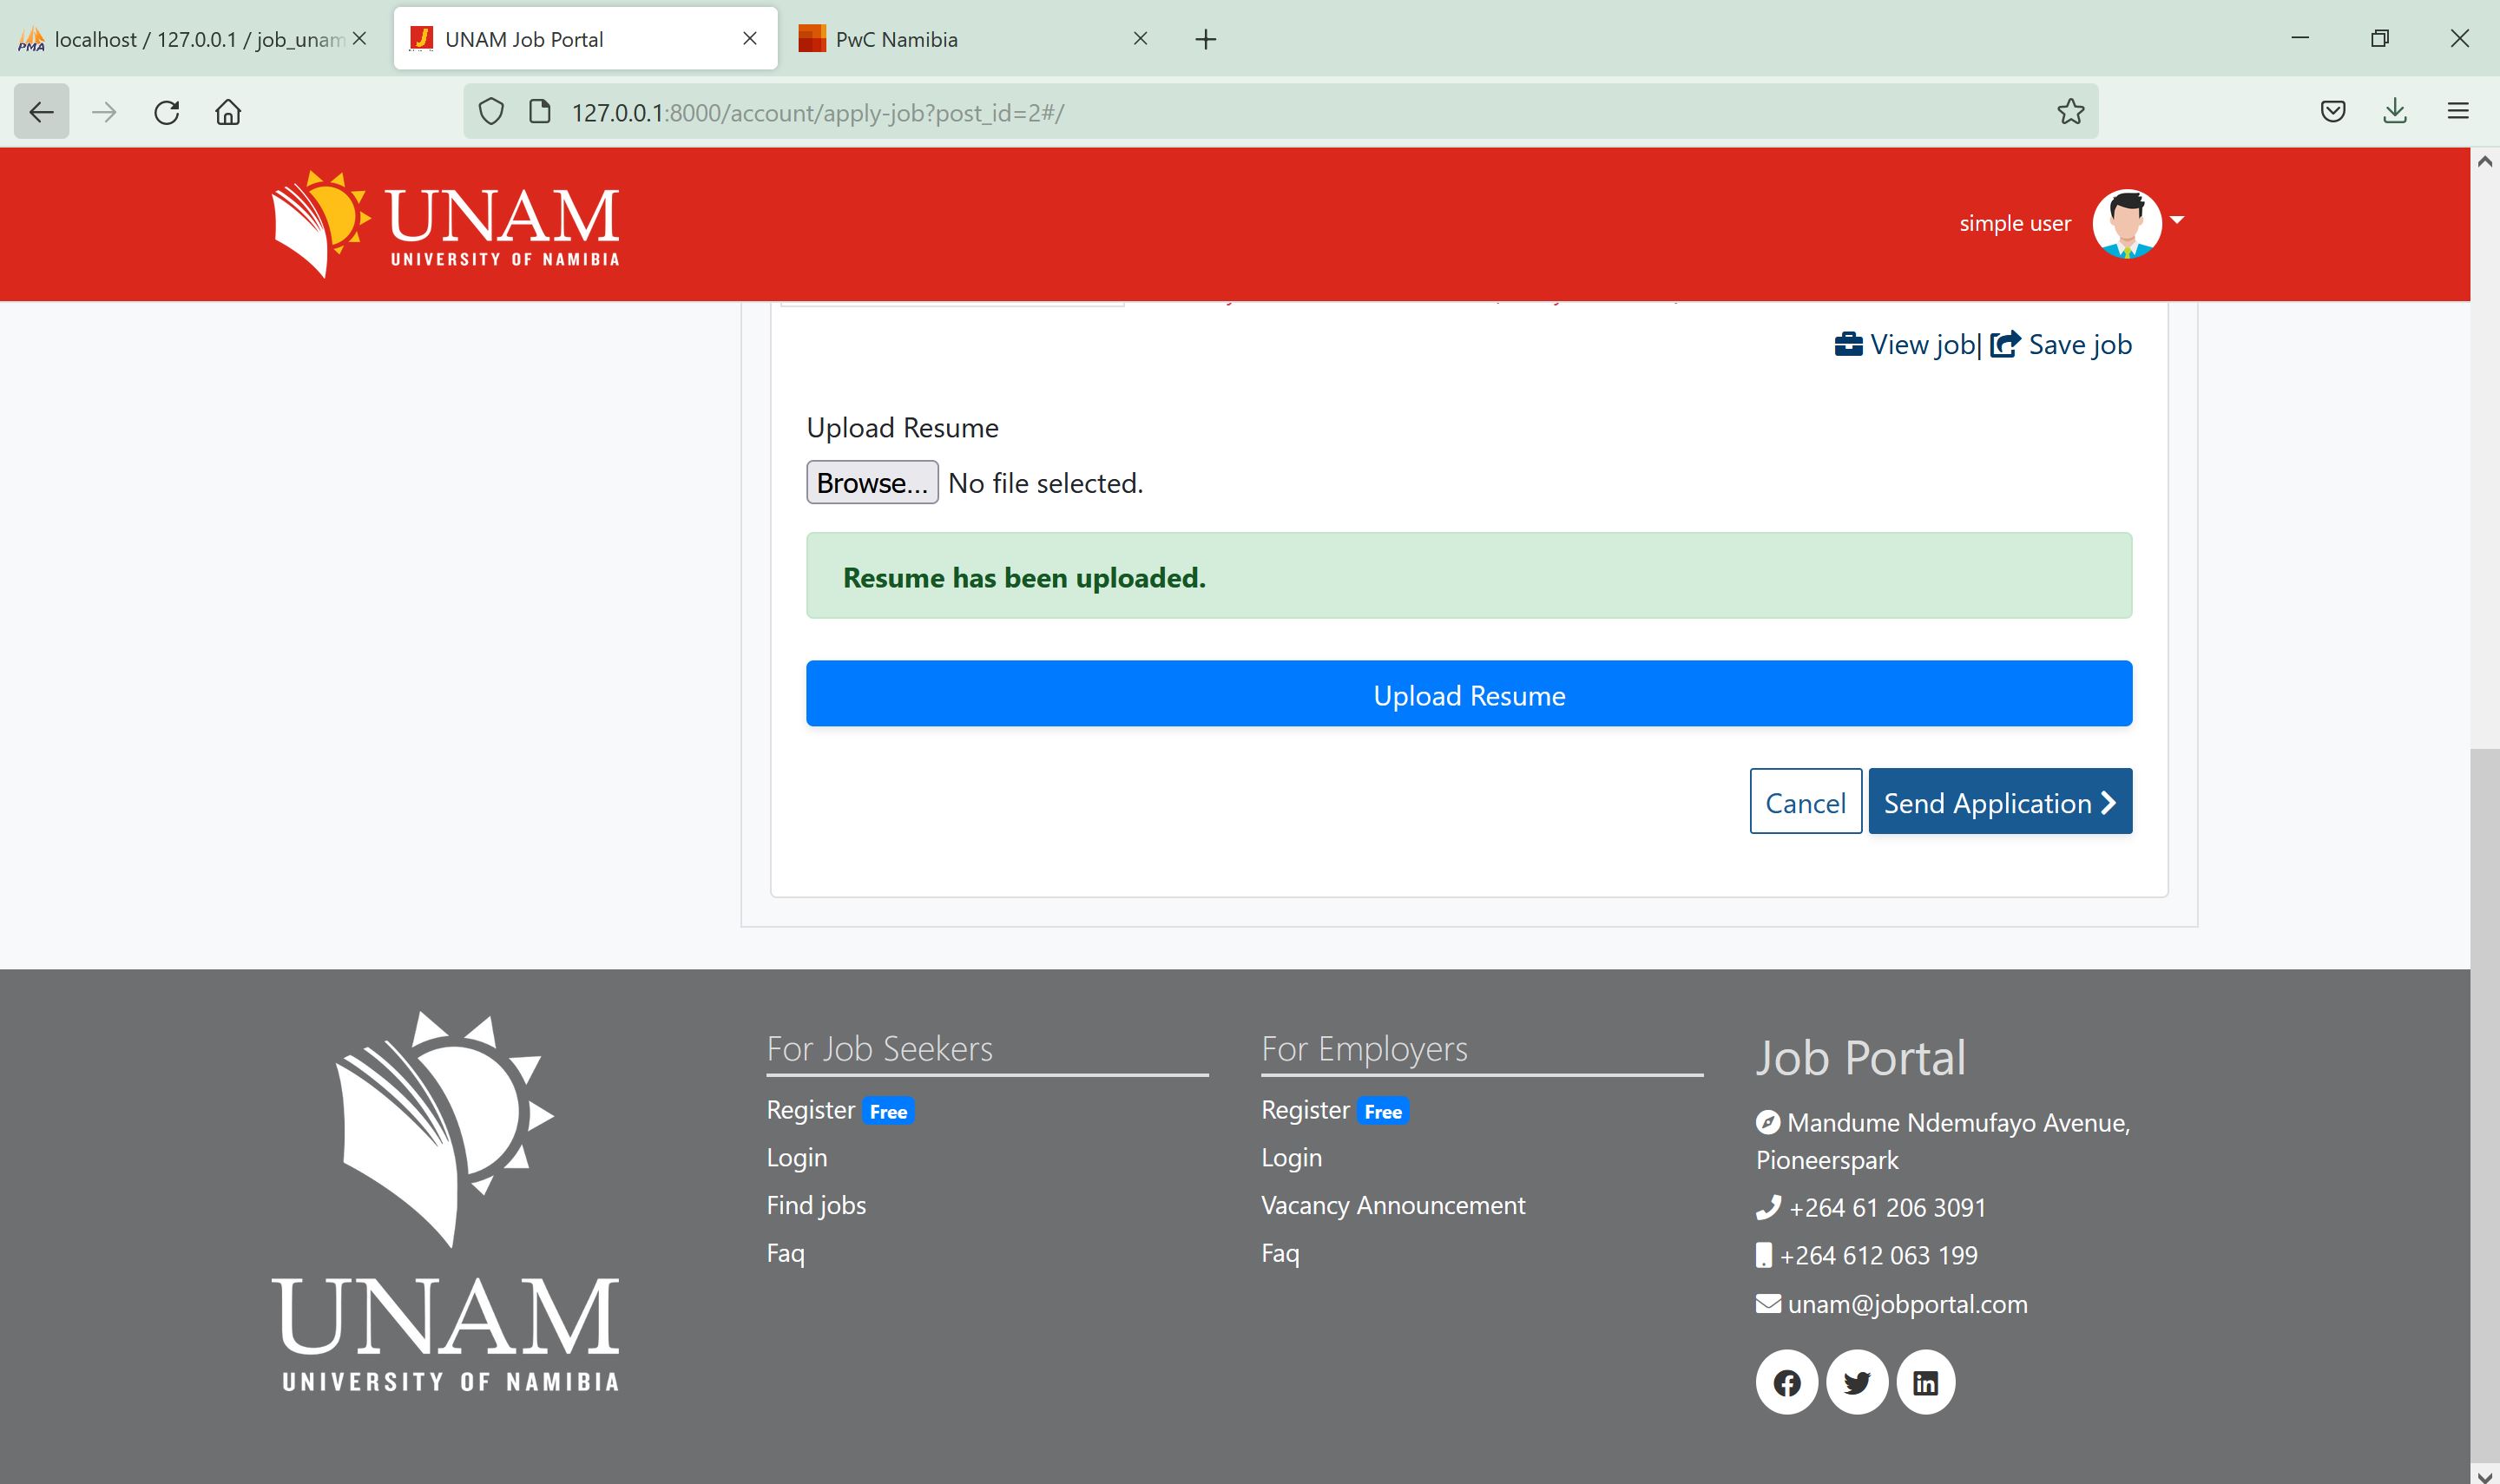 localhost / 127.0.0.1 / job_unam
UNAM Job Portal
PwC Namibia
127.0.0.1:8000/account/apply-job?post_id=2#/
UNAM
UNIVERSITY OF NAMIBIA
simple user
View job| Save job
Upload Resume
Browse... No file selected.
Resume has been uploaded.
Upload Resume
Cancel
Send Application
UNAM
UNIVERSITY OF NAMIBIA
For Job Seekers
Register Free
Login
Find jobs
Faq
For Employers
Register Free
Login
Vacancy Announcement
Faq
Job Portal
Mandume Ndemufayo Avenue,
Pioneerspark
+264 61 206 3091
+264 612 063 199
unam@jobportal.com